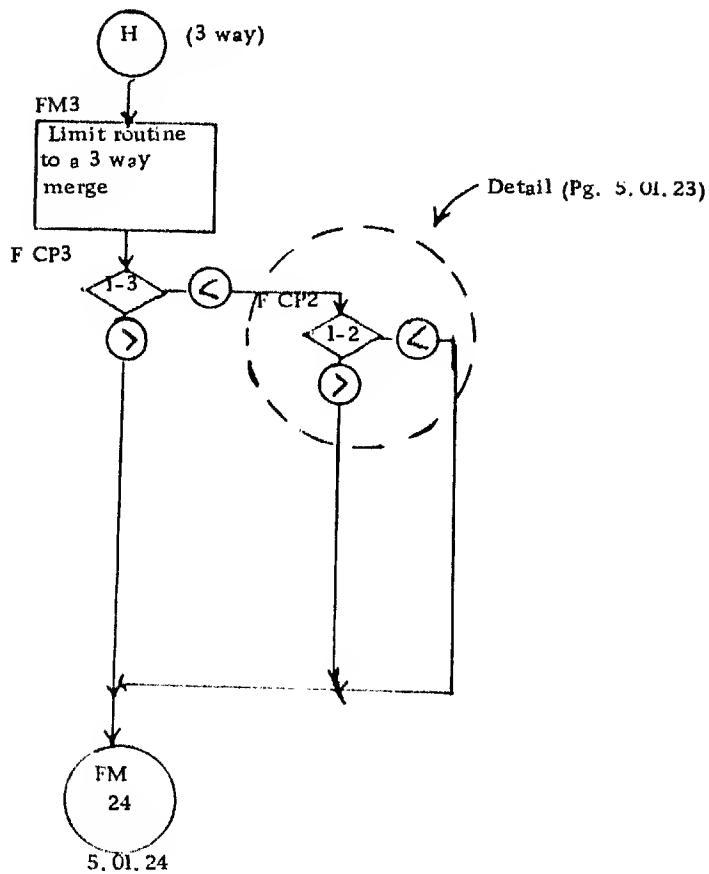 H (3 way)
FM3
Limit routine
to a 3 way
merge
Detail (Pg. 5.01.23)
F CP3
1-3
<
F CP2
1-2
<
>
>
FM
24
5.01.24